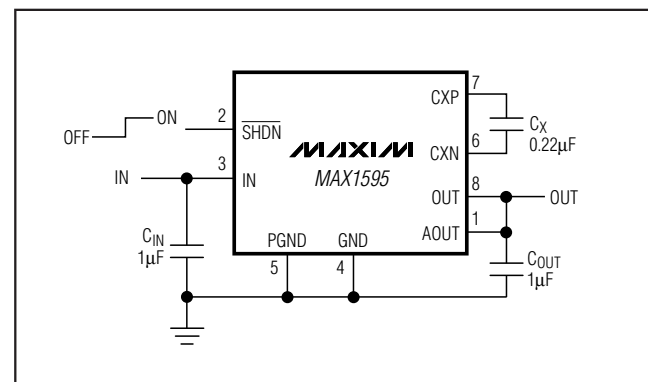 7
CXP
ON
2
OFF
SHDN
CX
0.22µF
6
CXN
3
MAXIM
IN
IN
MAX1595
8
OUT
OUT
1
AOUT
CIN
1µF
PGND
GND
COUT
1µF
5
4